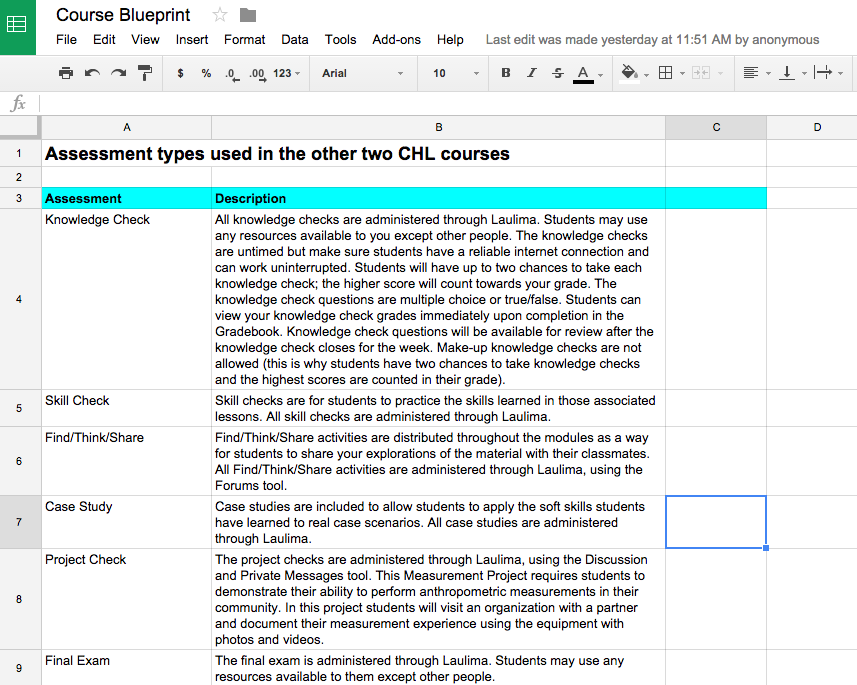 Course Blueprint
File Edit View Insert Format Data Tools Add-ons Help Last edit was made yesterday at 11:51 AM by anonymous
$ % .0 .00 123 Arial 10 B I S A
fx
A B C D
1 Assessment types used in the other two CHL courses
2
3 Assessment Description
Knowledge Check All knowledge checks are administered through Laulima. Students may use
any resources available to you except other people. The knowledge checks
are untimed but make sure students have a reliable internet connection and
can work uninterrupted. Students will have up to two chances to take each
knowledge check; the higher score will count towards your grade. The
4 knowledge check questions are multiple choice or true/false. Students can
view your knowledge check grades immediately upon completion in the
Gradebook. Knowledge check questions will be available for review after the
knowledge check closes for the week. Make-up knowledge checks are not
allowed (this is why students have two chances to take knowledge checks
and the highest scores are counted in their grade).
5 Skill Check Skill checks are for students to practice the skills learned in those associated
lessons. All skill checks are administered through Laulima.
Find/Think/Share Find/Think/Share activities are distributed throughout the modules as a way
for students to share your explorations of the material with their classmates.
6 All Find/Think/Share activities are administered through Laulima, using the
Forums tool.
Case Study Case studies are included to allow students to apply the soft skills students
7 have learned to real case scenarios. All case studies are administered
through Laulima.
Project Check The project checks are administered through Laulima, using the Discussion
and Private Messages tool. This Measurement Project requires students to
demonstrate their ability to perform anthropometric measurements in their
8 community. In this project students will visit an organization with a partner
and document their measurement experience using the equipment with
photos and videos.
9 Final Exam The final exam is administered through Laulima. Students may use any
resources available to them except other people.